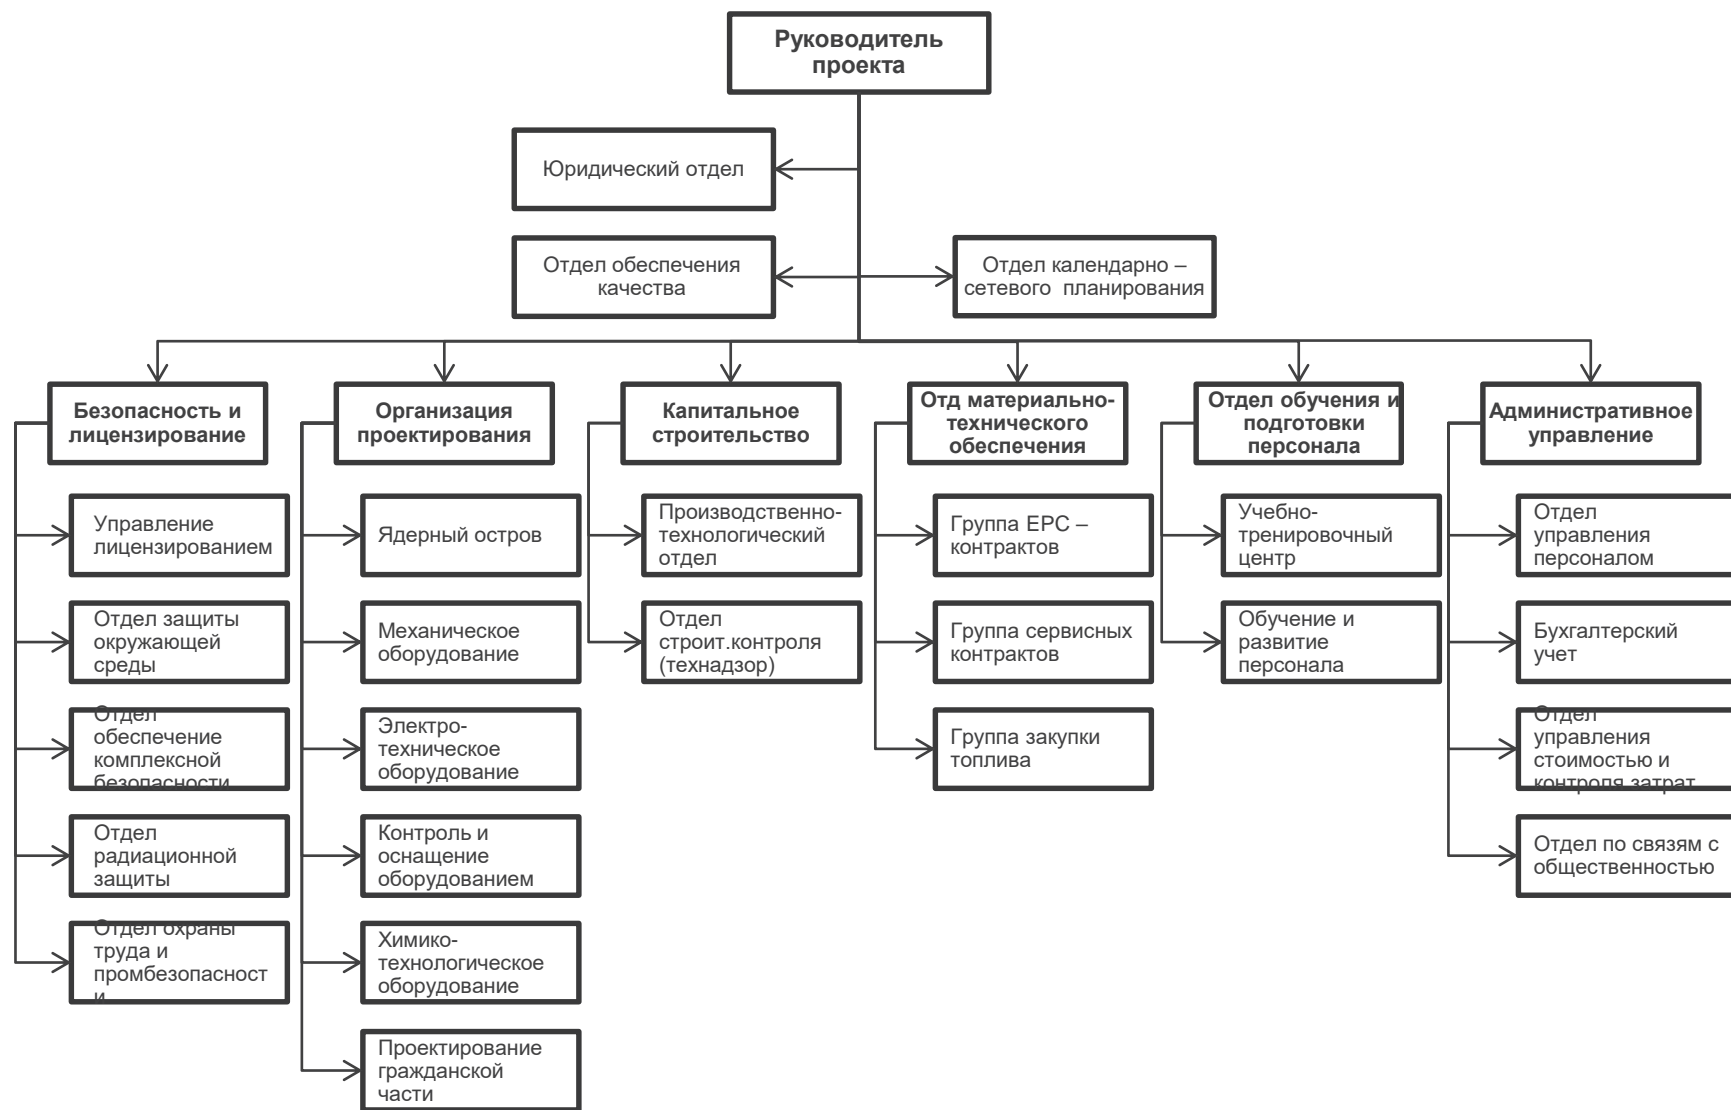 Руководитель
проекта
Юридический отдел
Отдел обеспечения
качества
Отдел календарно –
сетевого планирования
Безопасность и
лицензирование
Управление
лицензированием
Отдел защиты
окружающей
среды
Отдел
обеспечение
комплексной
безопасности
Отдел
радиационной
защиты
Отдел охраны
труда и
промбезопасност
и
Организация
проектирования
Ядерный остров
Механическое
оборудование
Электро-
техническое
оборудование
Контроль и
оснащение
оборудованием
Химико-
технологическое
оборудование
Проектирование
гражданской
части
Капитальное
строительство
Производственно-
технологический
отдел
Отдел
строит.контроля
(технадзор)
Отд материально-
технического
обеспечения
Группа EPC –
контрактов
Группа сервисных
контрактов
Группа закупки
топлива
Отдел обучения и
подготовки
персонала
Учебно-
тренировочный
центр
Обучение и
развитие
персонала
Административное
управление
Отдел
управления
персоналом
Бухгалтерский
учет
Отдел
управления
стоимостью и
контроля затрат
Отдел по связям с
общественностью